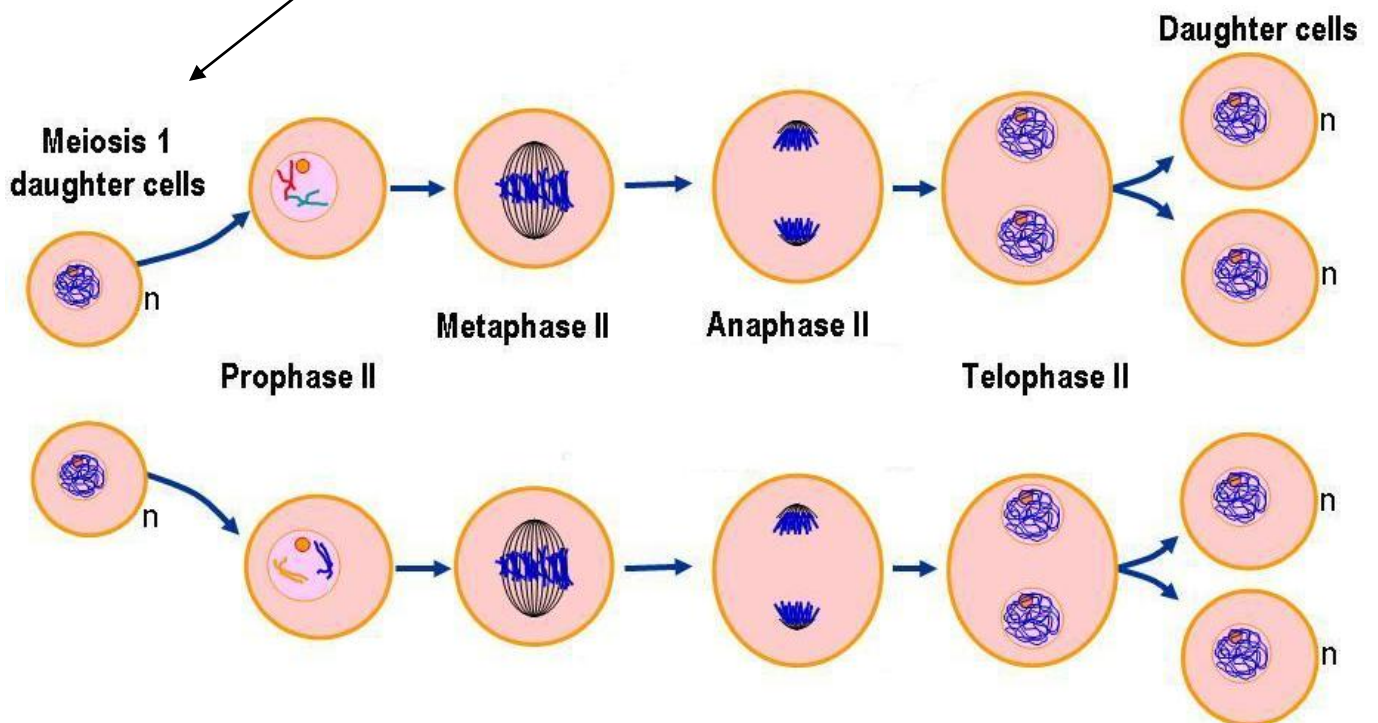 Daughter cells
Meiosis 1
daughter cells
n
n
n
Metaphase II
Anaphase II
Prophase II
Telophase II
n
n
n